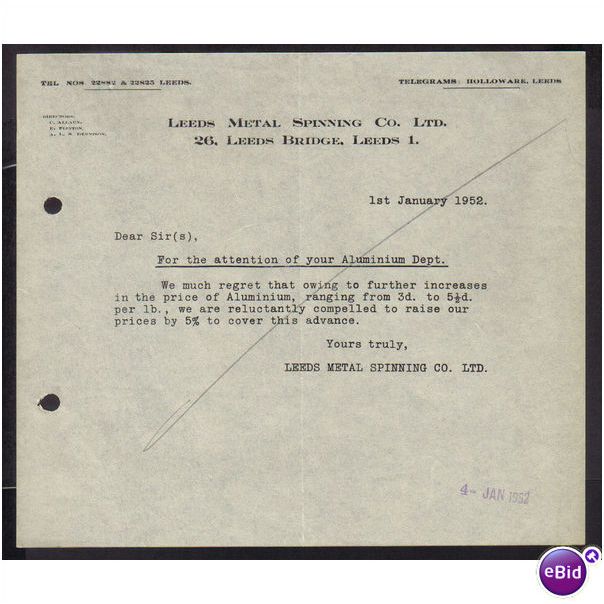 TEL NOS 22882 & 22823 LEEDS.
TELEGRAMS: HOLLOWARE, LEEDS
DIRECTORS:
LEEDS METAL SPINNING CO. LTD.
26, LEEDS BRIDGE, LEEDS 1.
1st January 1952.
Dear Sir(s),
For the attention of your Aluminium Dept.
We much regret that owing to further increases
in the price of Aluminium, ranging from 3d. to 5½d.
per lb., we are reluctantly compelled to raise our
prices by 5% to cover this advance.
Yours truly,
LEEDS METAL SPINNING CO. LTD.
4- JAN 1952
eBid